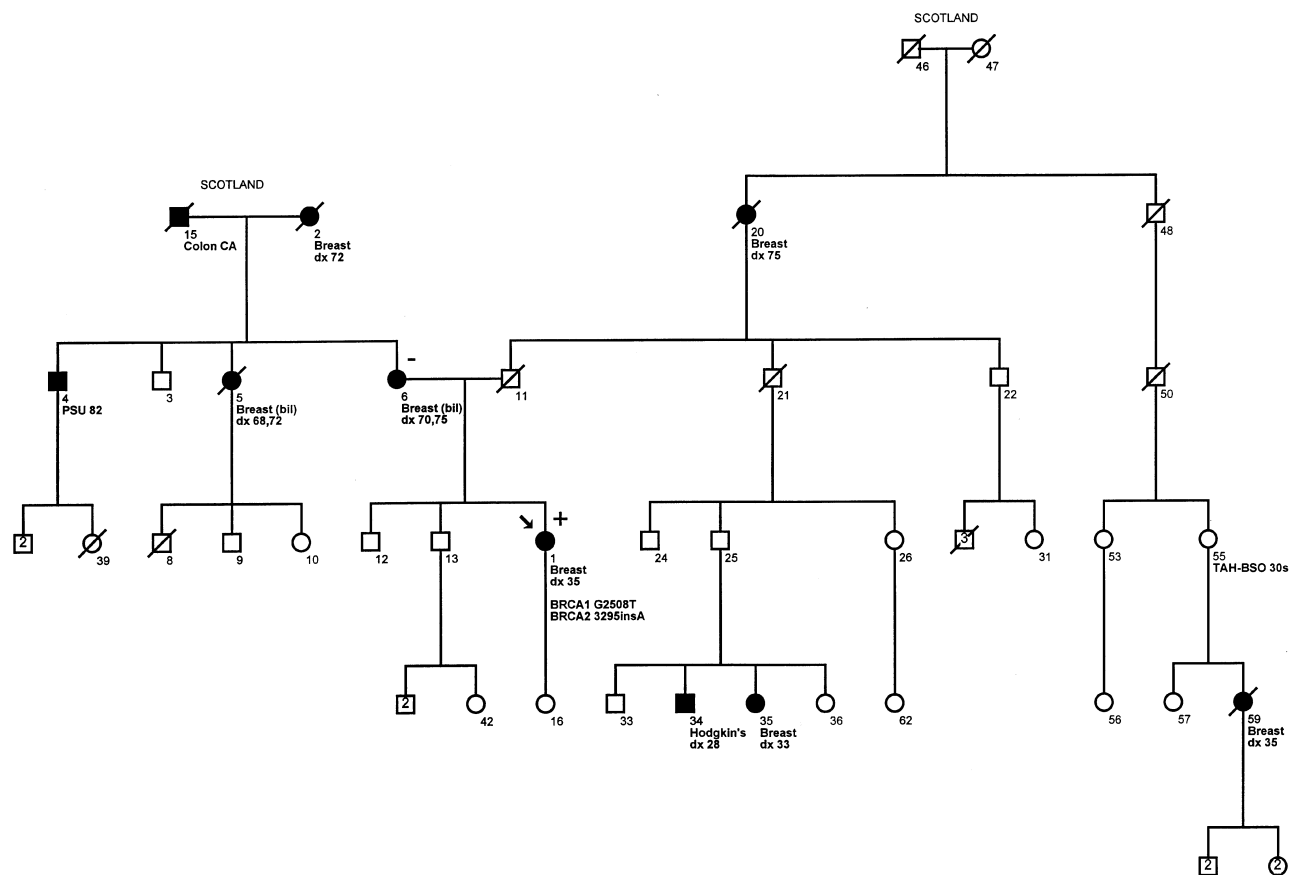 SCOTLAND
46 47
SCOTLAND
15
Colon CA
2
Breast
dx 72
20
Breast
dx 75
48
4
PSU 82
3
5
Breast (bil)
dx 68,72
-
6
Breast (bil)
dx 70,75
11
21
22
50
2
39
8
9
10
12
13
+
1
Breast
dx 35
BRCA1 G2508T
BRCA2 3295insA
24
25
26
3
31
53
55
TAH-BSO 30s
2
42
16
33
34
Hodgkin's
dx 28
35
Breast
dx 33
36
62
56
57
59
Breast
dx 35
2
2